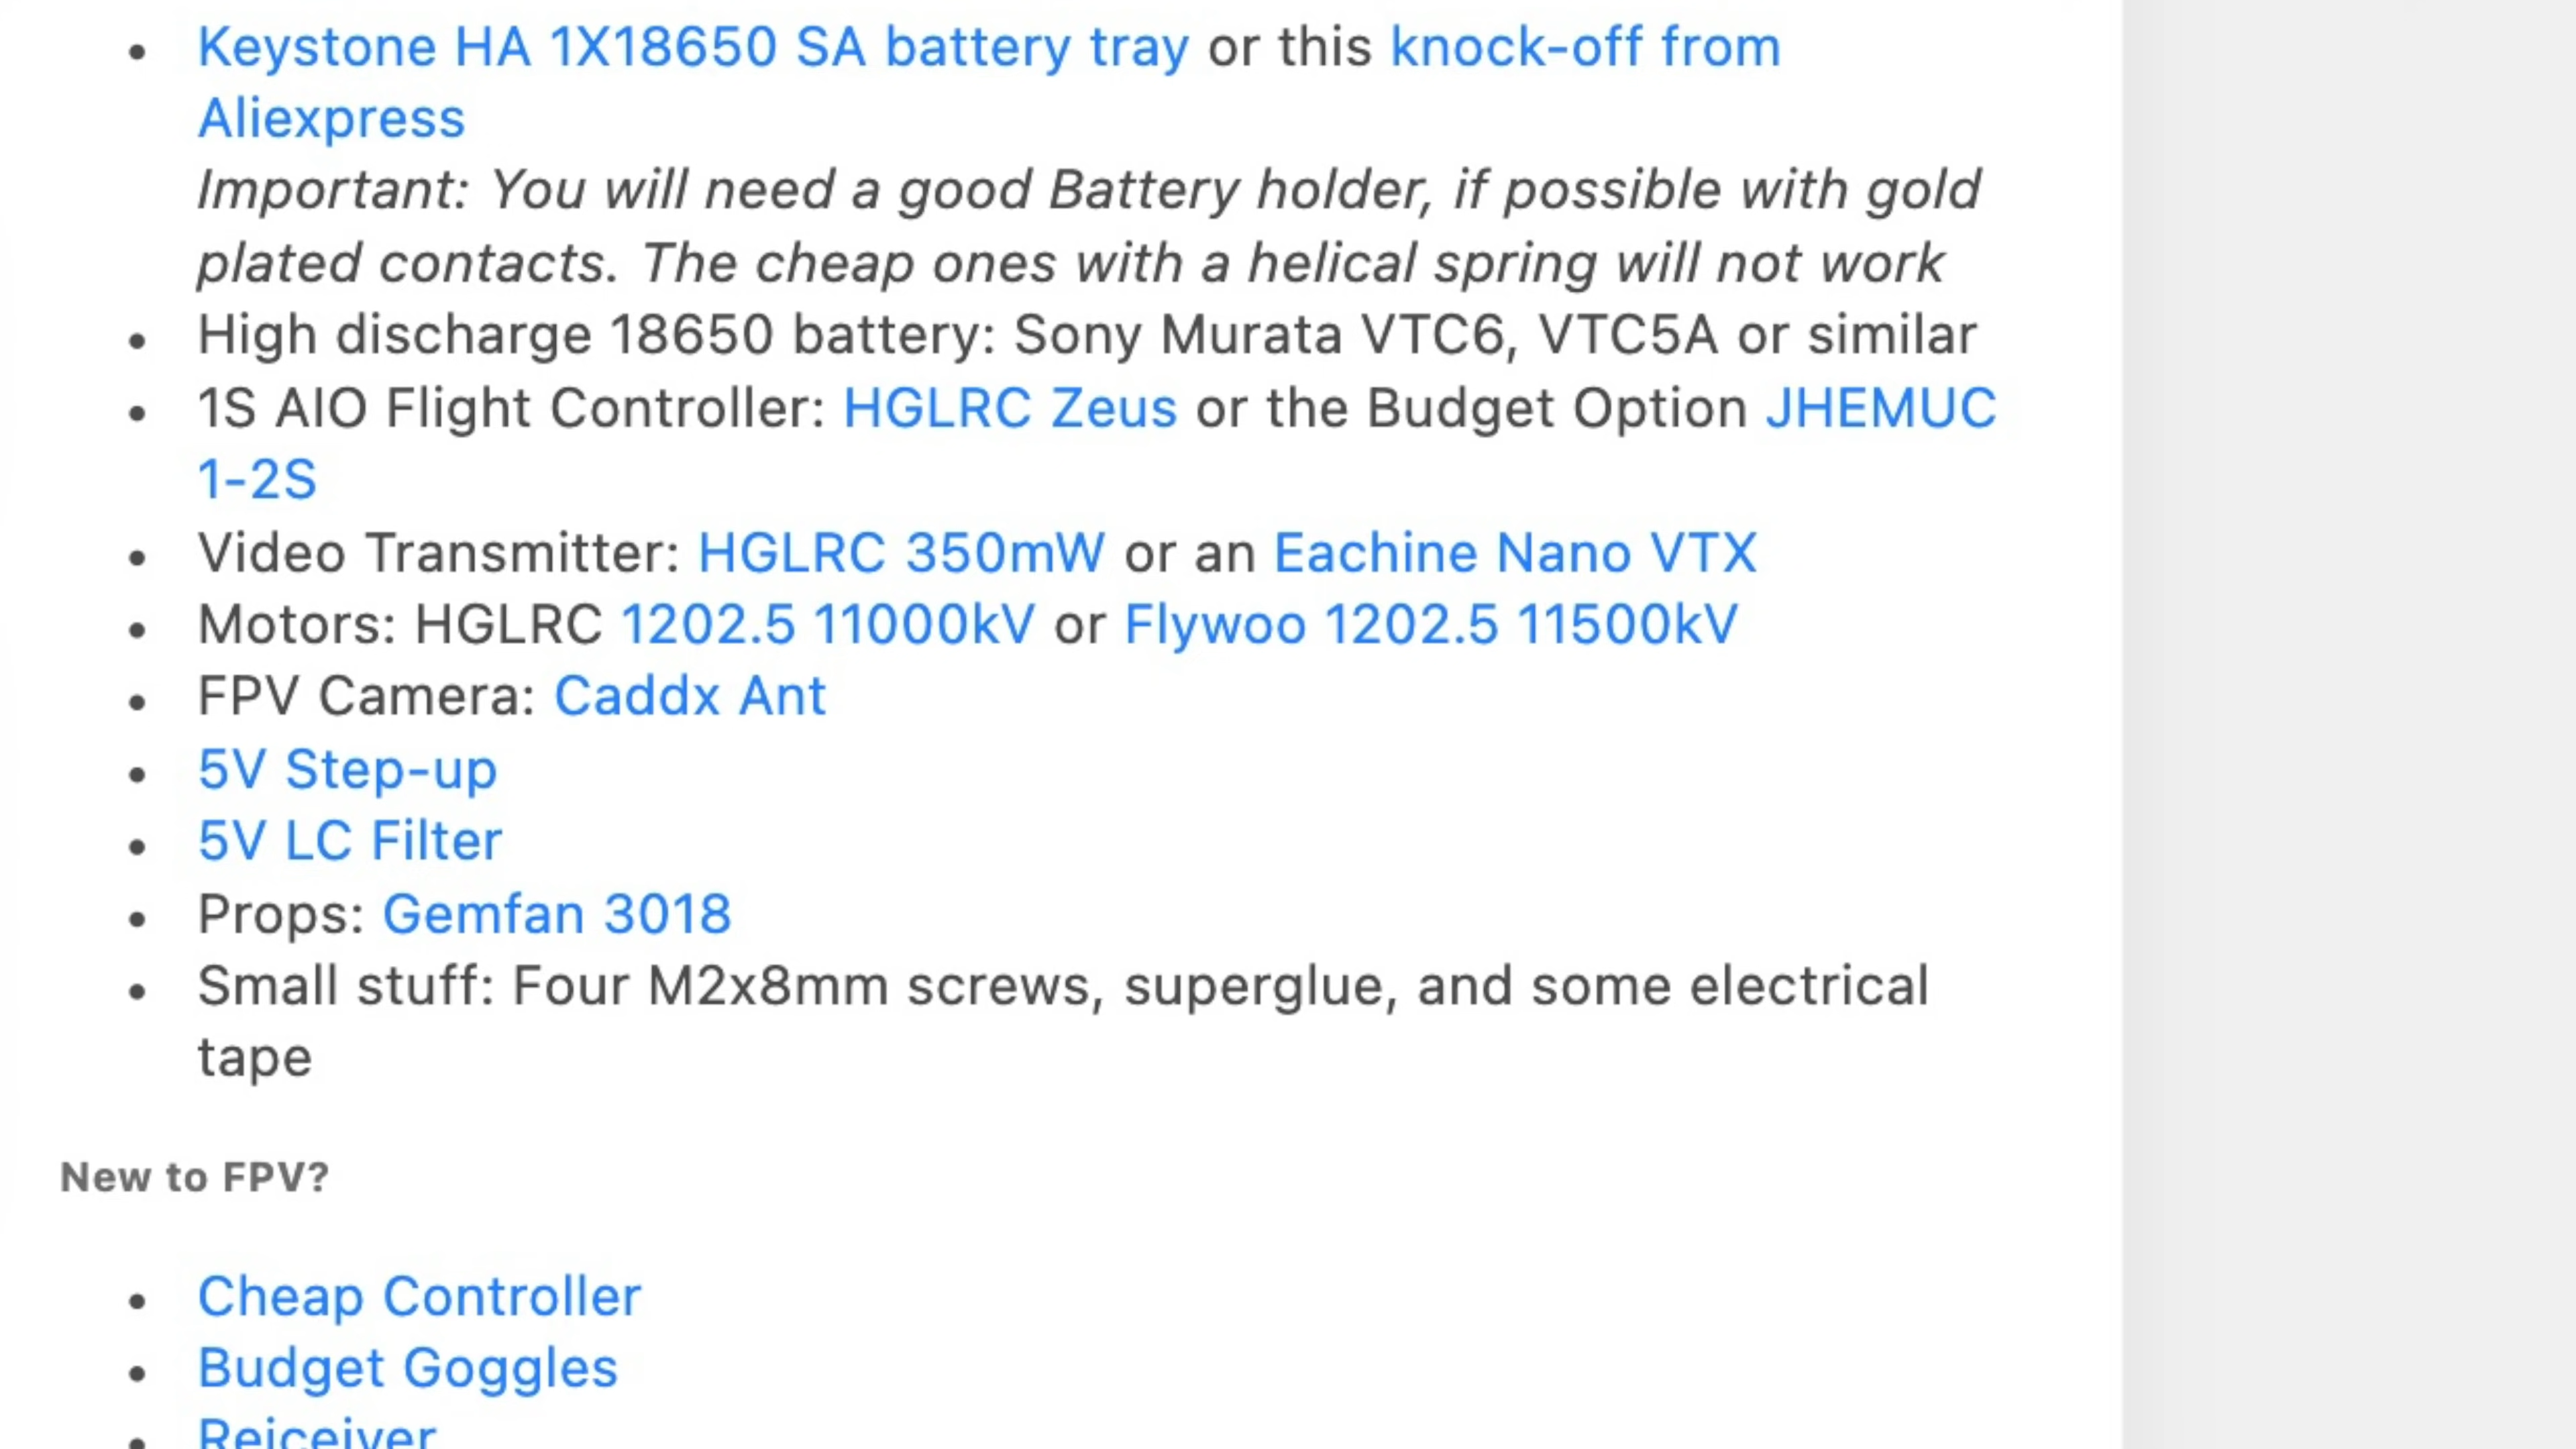 • Keystone HA 1X18650 SA battery tray or this knock-off from
Aliexpress
Important: You will need a good Battery holder, if possible with gold
plated contacts. The cheap ones with a helical spring will not work
• High discharge 18650 battery: Sony Murata VTC6, VTC5A or similar
• 1S AIO Flight Controller: HGLRC Zeus or the Budget Option JHEMUC
1-2S
• Video Transmitter: HGLRC 350mW or an Eachine Nano VTX
• Motors: HGLRC 1202.5 11000kV or Flywoo 1202.5 11500kV
• FPV Camera: Caddx Ant
• 5V Step-up
• 5V LC Filter
• Props: Gemfan 3018
• Small stuff: Four M2x8mm screws, superglue, and some electrical
tape
New to FPV?
• Cheap Controller
• Budget Goggles
• Reiceiver